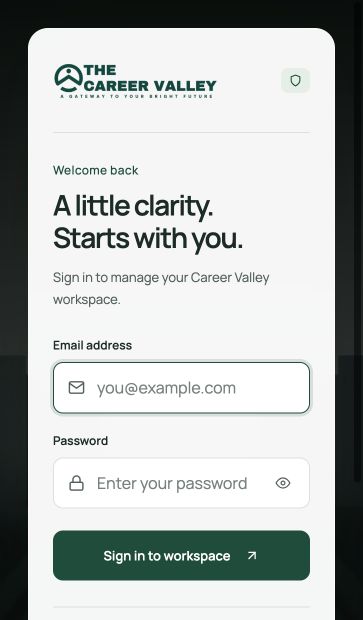 THE
CAREER VALLEY
A GATEWAY TO YOUR BRIGHT FUTURE
Welcome back
A little clarity.
Starts with you.
Sign in to manage your Career Valley
workspace.
Email address
you@example.com
Password
Enter your password
Sign in to workspace